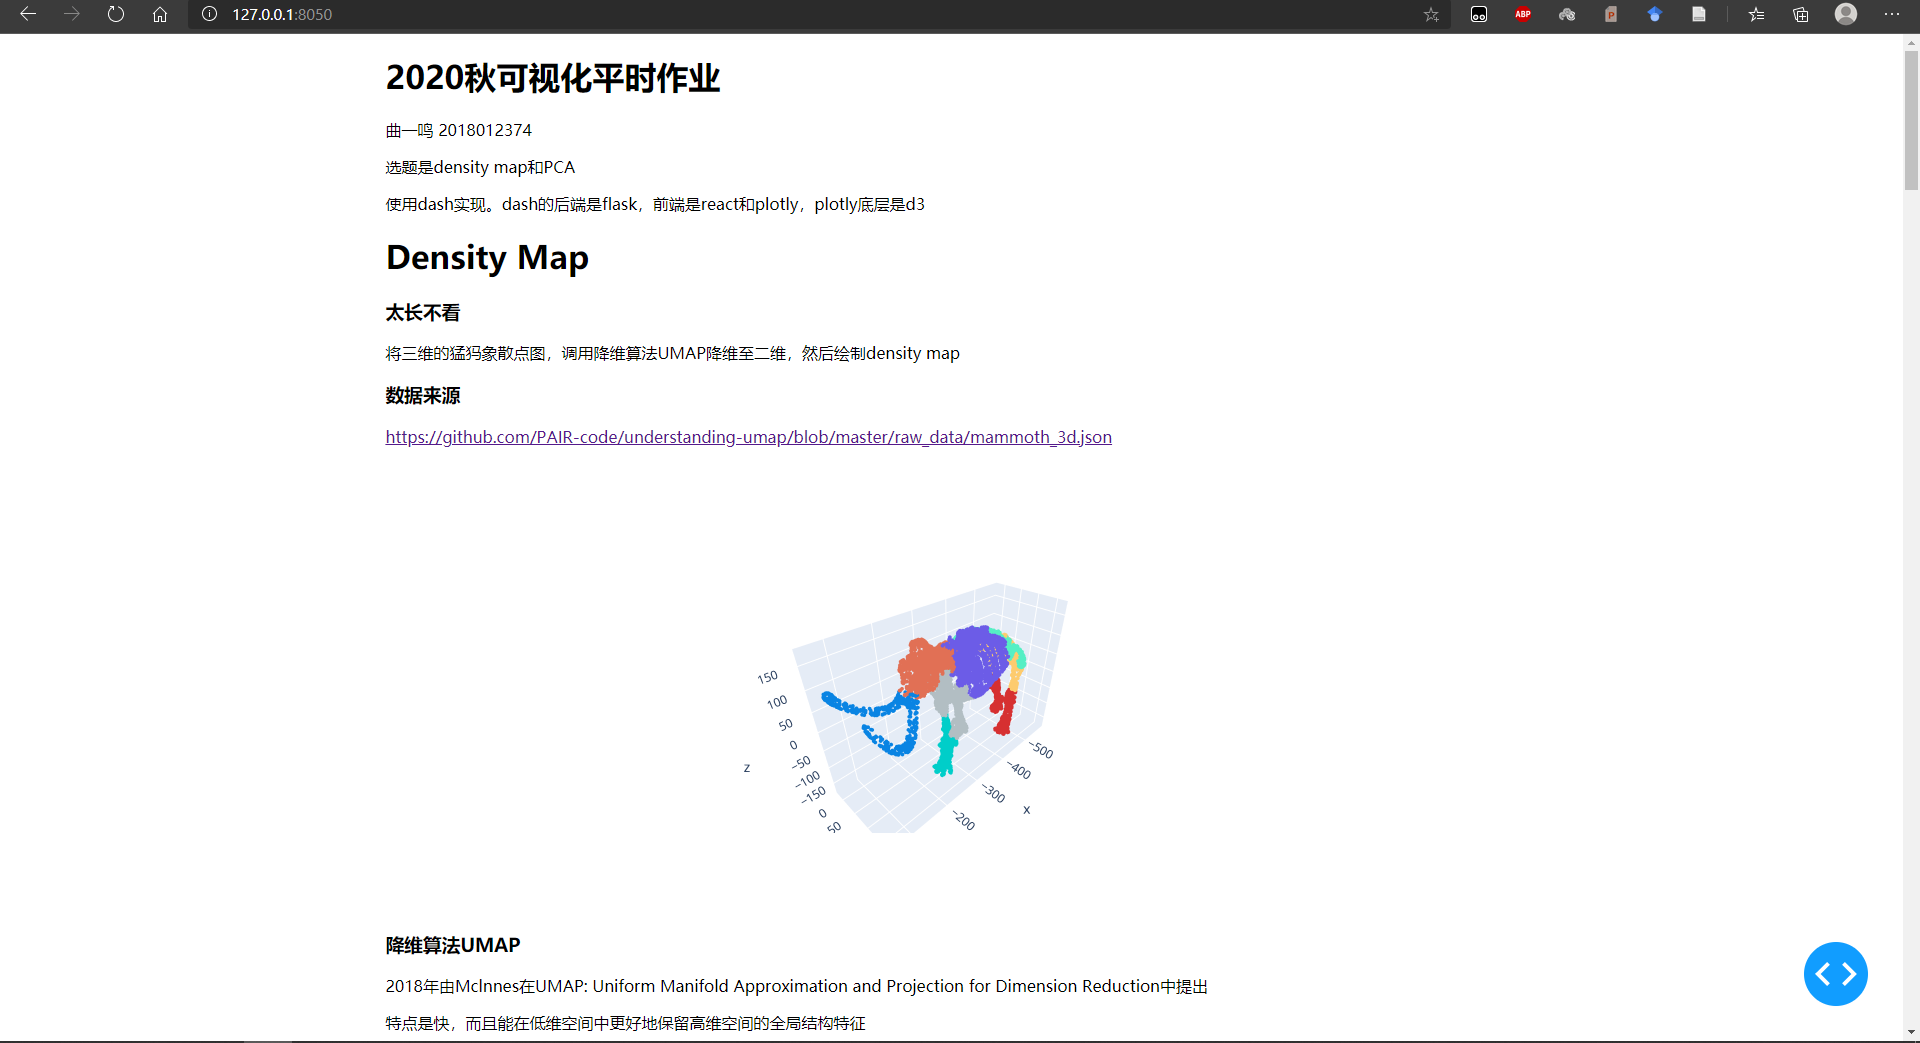 127.0.0.1:8050
ABP
2020秋可视化平时作业
曲一鸣 2018012374
选题是density map和PCA
使用dash实现。dash的后端是flask，前端是react和plotly，plotly底层是d3
Density Map
太长不看
将三维的猛犸象散点图，调用降维算法UMAP降维至二维，然后绘制density map
数据来源
https://github.com/PAIR-code/understanding-umap/blob/master/raw_data/mammoth_3d.json
150
100
50
0
−50
−100
−150
z
0
50
−500
−400
−300
−200
x
降维算法UMAP
2018年由McInnes在UMAP: Uniform Manifold Approximation and Projection for Dimension Reduction中提出
特点是快，而且能在低维空间中更好地保留高维空间的全局结构特征